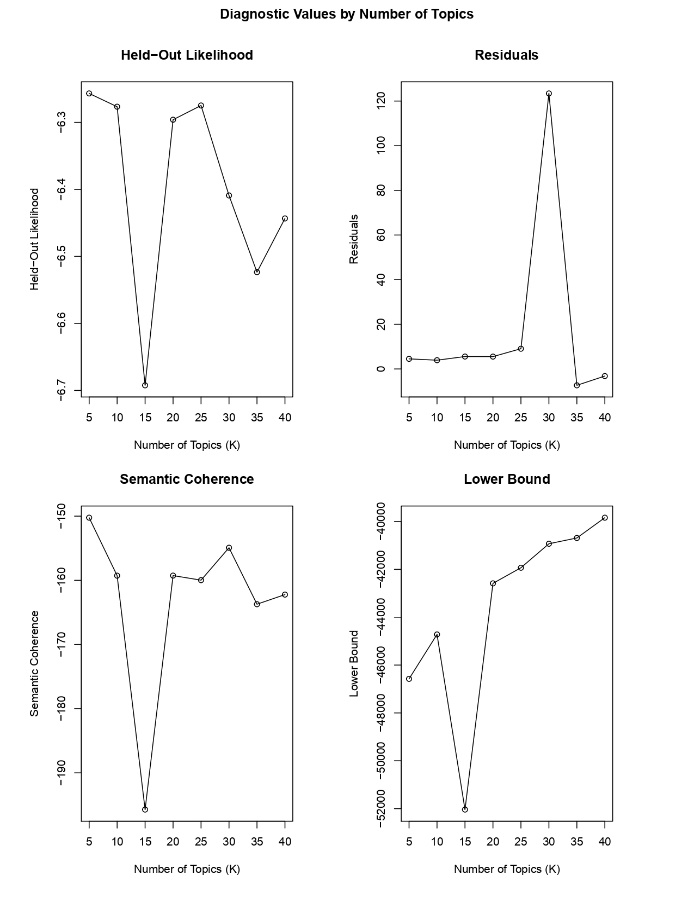 Diagnostic Values by Number of Topics
Held−Out Likelihood
Held−Out Likelihood
−6.3
−6.4
−6.5
−6.6
−6.7
5 10 15 20 25 30 35 40
Number of Topics (K)
Residuals
Residuals
120
100
80
60
40
20
0
5 10 15 20 25 30 35 40
Number of Topics (K)
Semantic Coherence
Semantic Coherence
−150
−160
−170
−180
−190
5 10 15 20 25 30 35 40
Number of Topics (K)
Lower Bound
Lower Bound
−40000
−42000
−44000
−46000
−48000
−50000
−52000
5 10 15 20 25 30 35 40
Number of Topics (K)